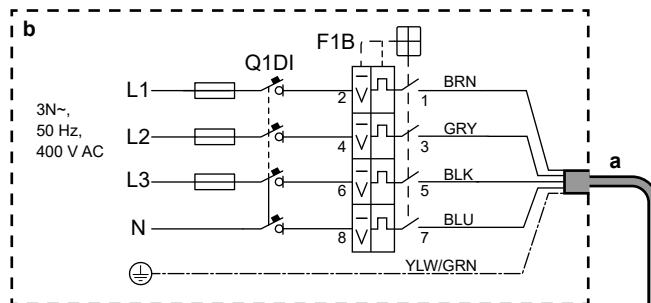 b
F1B
Q1DI
3N~,
50 Hz,
400 V AC
L1 2 1 BRN
L2 4 3 GRY
L3 6 5 BLK
N 8 7 BLU
YLW/GRN
a